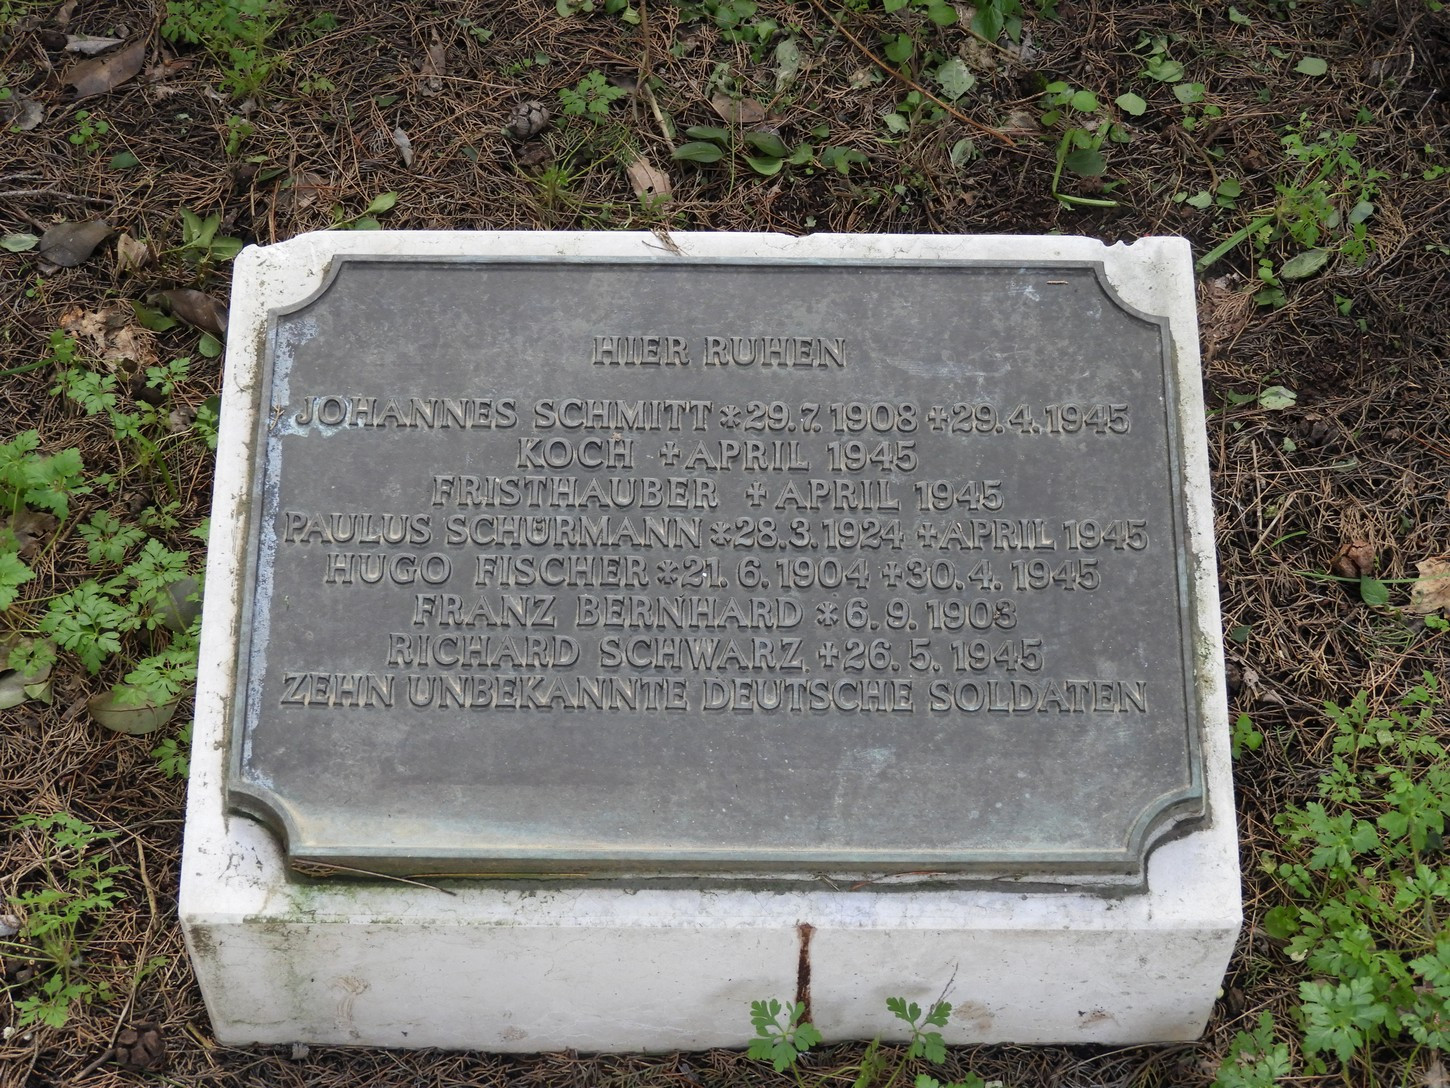 HIER RUHEN
JOHANNES SCHMITT *29.7.1908 +29.4.1945
KOCH +APRIL 1945
FRISTHAUBER +APRIL 1945
PAULUS SCHÜRMANN *28.3.1924 +APRIL 1945
HUGO FISCHER *21.6.1904 +30.4.1945
FRANZ BERNHARD *6.9.1903
RICHARD SCHWARZ +26.5.1945
ZEHN UNBEKANNTE DEUTSCHE SOLDATEN